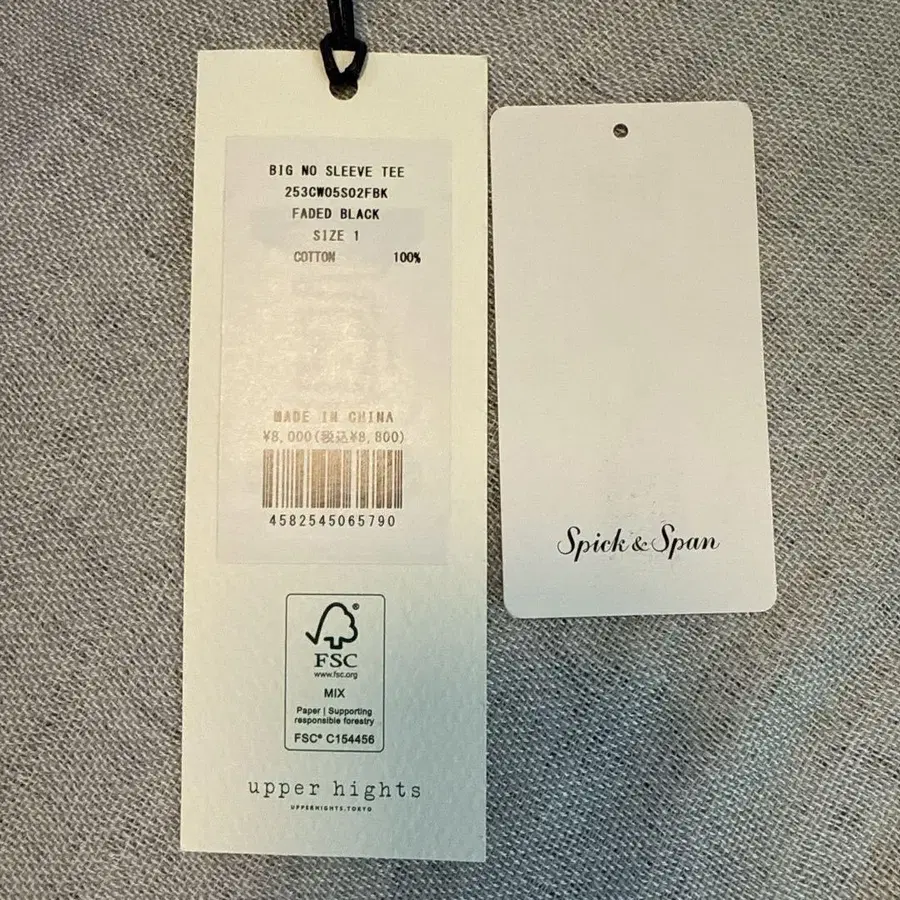 BIG NO SLEEVE TEE
253CW05S02FBK
FADED BLACK
SIZE 1
COTTON 100%
MADE IN CHINA
¥8,000(税込¥8,800)
4582545065790
FSC®
www.fsc.org
MIX
Paper | Supporting
responsible forestry
FSC® C154456
upper hights
UPPERHIGHTS.TOKYO
Spick & Span